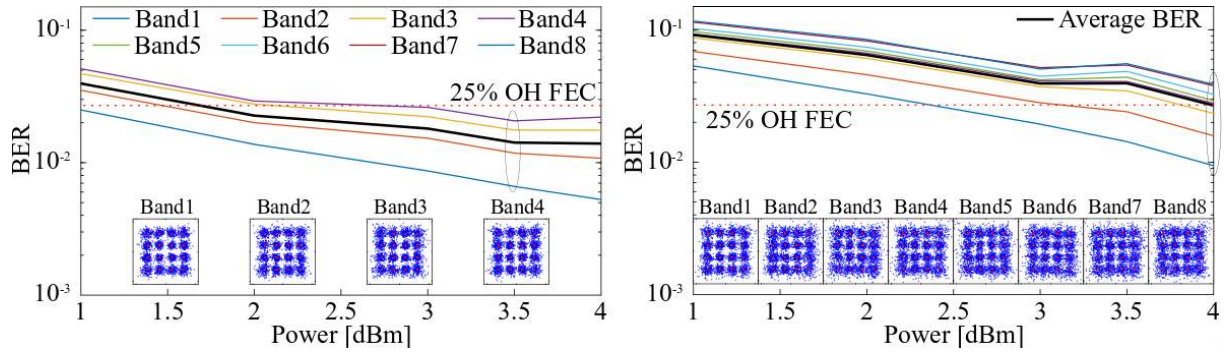 Band1 Band2 Band3 Band4
Band5 Band6 Band7 Band8
25% OH FEC
BER
10^-1
10^-2
10^-3
Band1 Band2 Band3 Band4
1 1.5 2 2.5 3 3.5 4
Power [dBm]
Average BER
25% OH FEC
BER
10^-1
10^-2
10^-3
Band1 Band2 Band3 Band4 Band5 Band6 Band7 Band8
1 1.5 2 2.5 3 3.5 4
Power [dBm]